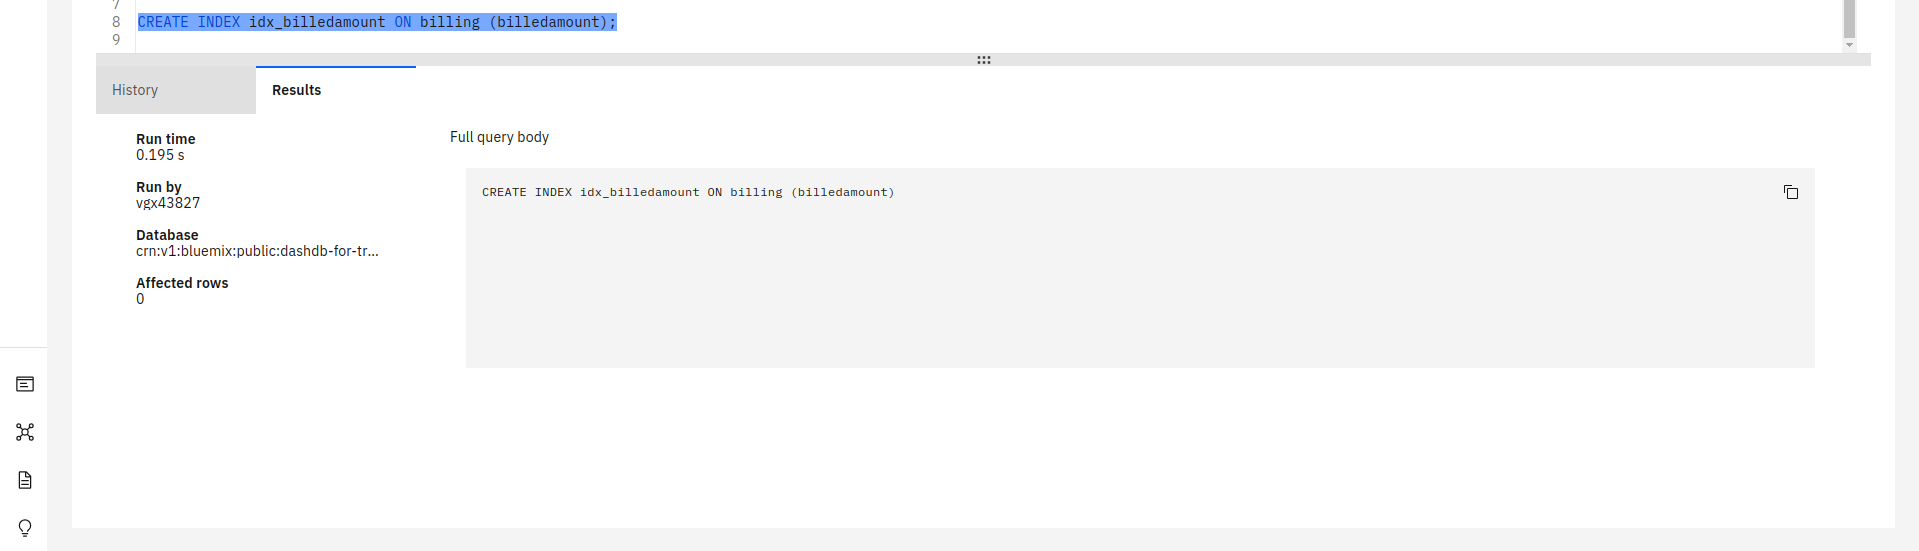 7
8 CREATE INDEX idx_billedamount ON billing (billedamount);
9
History Results
Run time
0.195 s
Run by
vgx43827
Database
crn:v1:bluemix:public:dashdb-for-tr...
Affected rows
0
Full query body
CREATE INDEX idx_billedamount ON billing (billedamount)